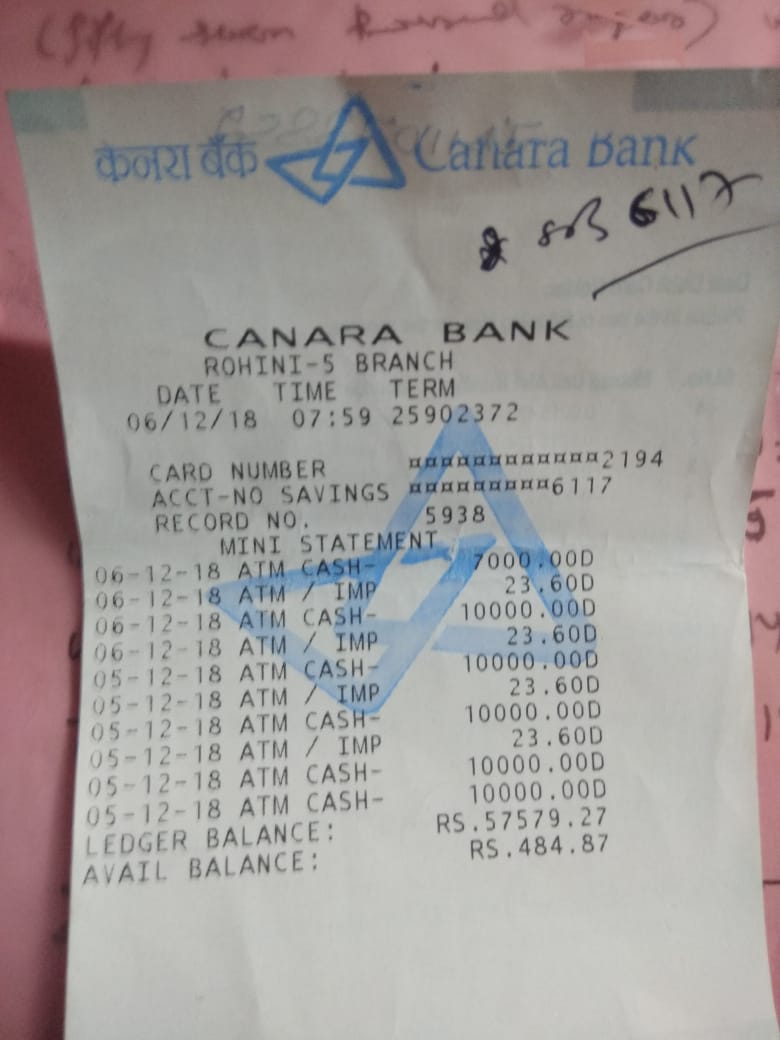 (fifty seven thousand
केनरा बैंक Canara Bank
6117
CANARA BANK
ROHINI-5 BRANCH
DATE TIME TERM
06/12/18 07:59 25902372
CARD NUMBER ¤¤¤¤¤¤¤¤¤¤¤¤2194
ACCT-NO SAVINGS ¤¤¤¤¤¤¤¤¤6117
RECORD NO. 5938
MINI STATEMENT
06-12-18 ATM CASH- 7000.00D
06-12-18 ATM / IMP 23.60D
06-12-18 ATM CASH- 10000.00D
06-12-18 ATM / IMP 23.60D
05-12-18 ATM CASH- 10000.00D
05-12-18 ATM / IMP 23.60D
05-12-18 ATM CASH- 10000.00D
05-12-18 ATM / IMP 23.60D
05-12-18 ATM CASH- 10000.00D
05-12-18 ATM CASH- 10000.00D
LEDGER BALANCE: RS.57579.27
AVAIL BALANCE: RS.484.87